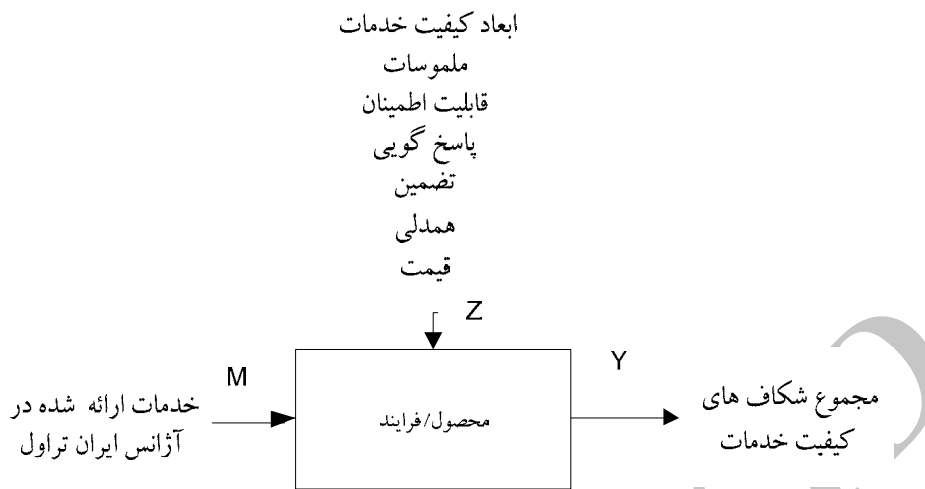 ابعاد کیفیت خدمات
ملموسات
قابلیت اطمینان
پاسخ گویی
تضمین
همدلی
قیمت
Z
M
Y
خدمات ارائه شده در
آژانس ایران تراول
محصول/فرایند
مجموع شکاف های
کیفیت خدمات